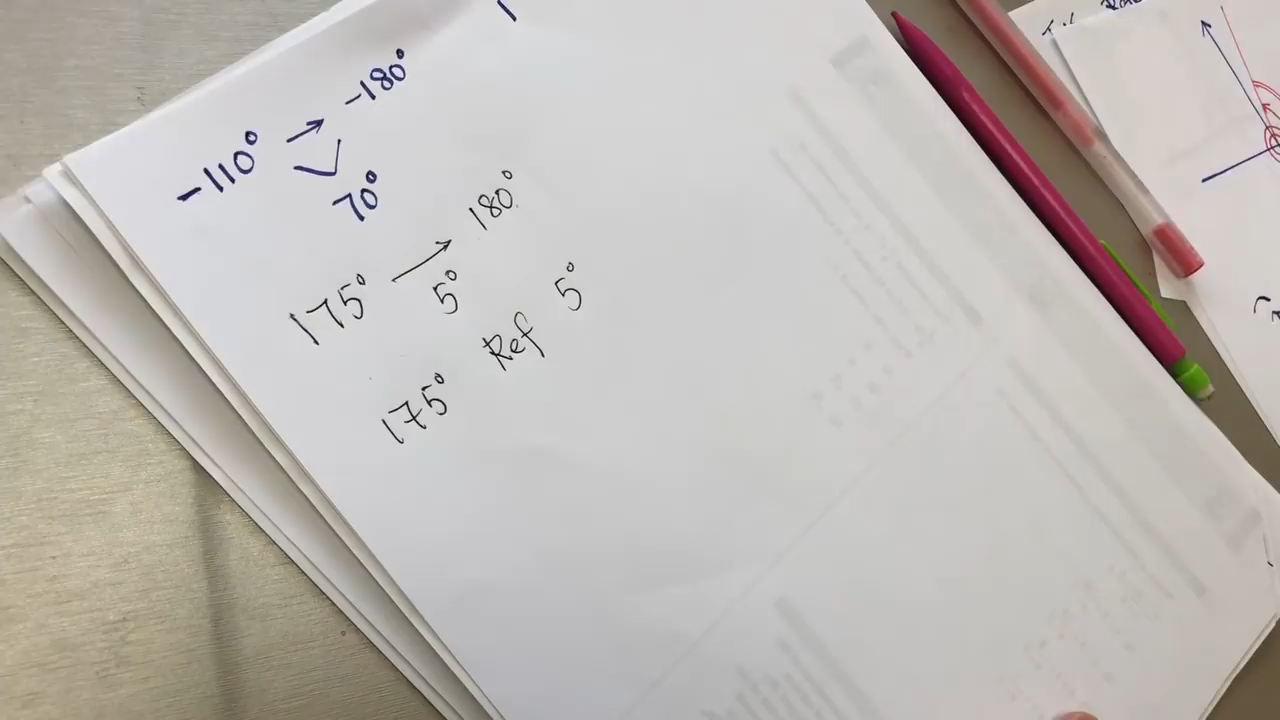 -110° → -180°
70°
175° → 180°
5°
175° Ref 5°